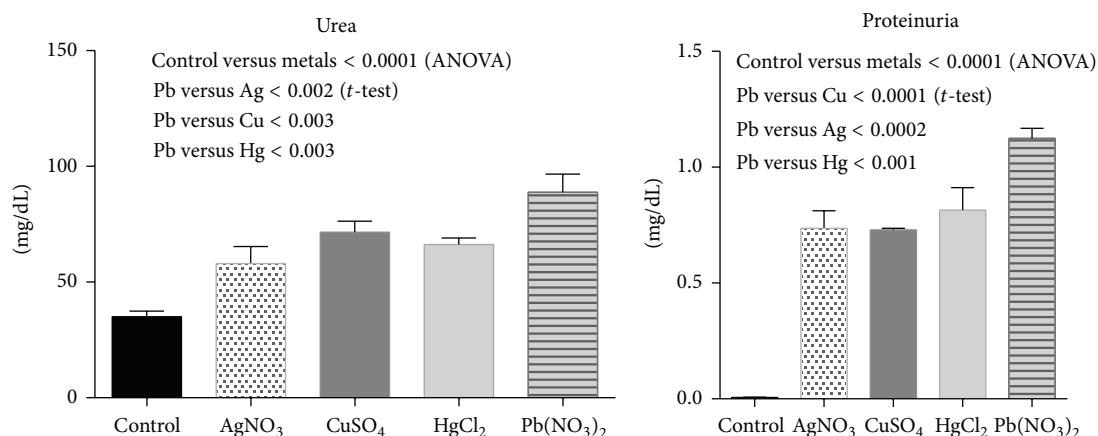 Urea
150
Control versus metals < 0.0001 (ANOVA)
Pb versus Ag < 0.002 (t-test)
Pb versus Cu < 0.003
Pb versus Hg < 0.003
100
(mg/dL)
50
0
Control AgNO₃ CuSO₄ HgCl₂ Pb(NO₃)₂
Proteinuria
1.5
Control versus metals < 0.0001 (ANOVA)
Pb versus Cu < 0.0001 (t-test)
Pb versus Ag < 0.0002
Pb versus Hg < 0.001
1.0
(mg/dL)
0.5
0.0
Control AgNO₃ CuSO₄ HgCl₂ Pb(NO₃)₂